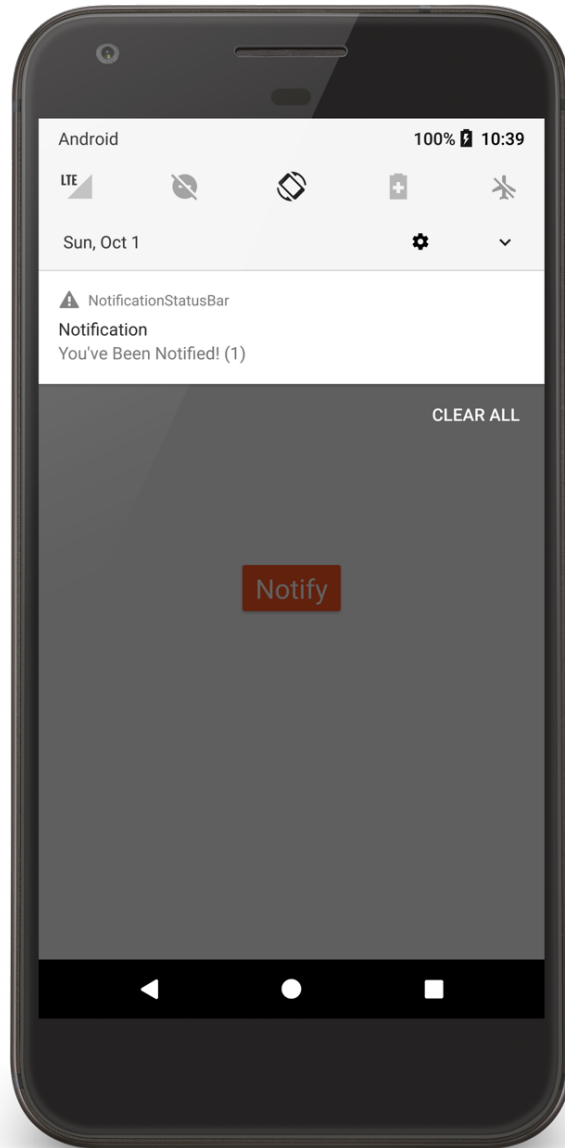 Android 100% 10:39
LTE
Sun, Oct 1
NotificationStatusBar
Notification
You've Been Notified! (1)
CLEAR ALL
Notify